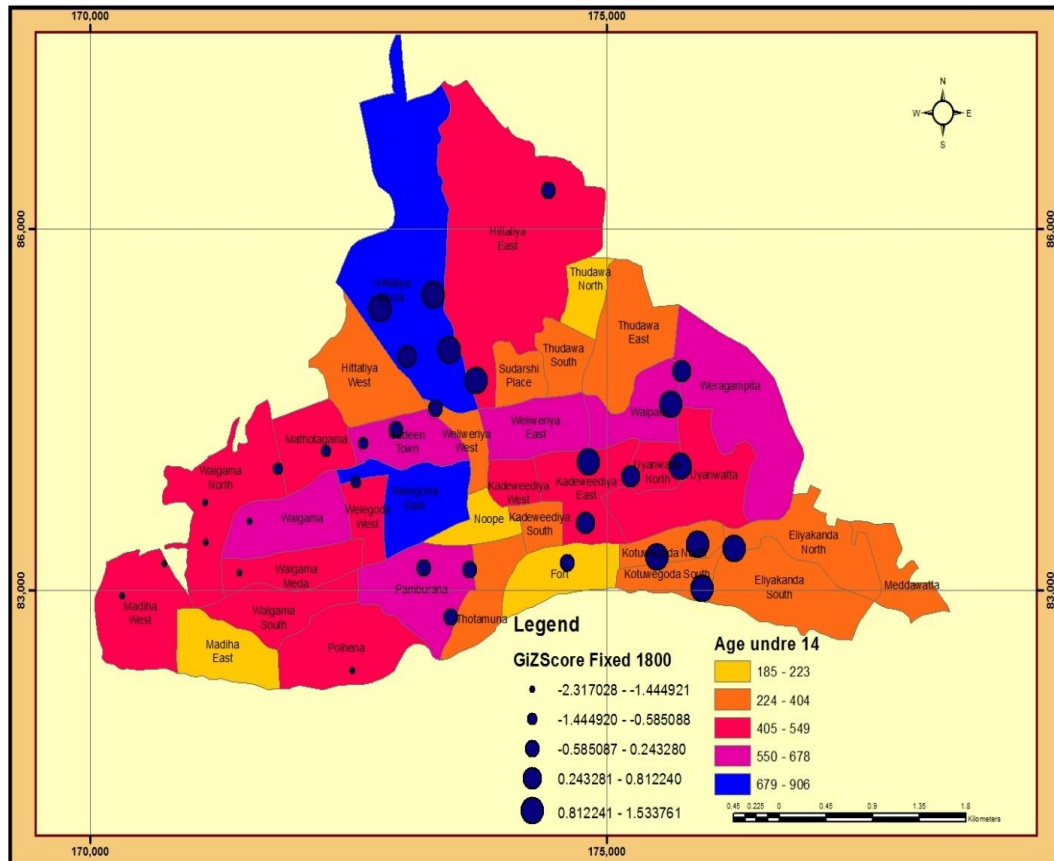 170,000
175,000
N
W
E
S
86,000
86,000
Hittatiya
East
Thudawa
North
Hittatiya
Meda
Thudawa
East
Thudawa
South
Hittatiya
West
Sudarshi
Place
Weragampita
Walpala
Weliweriya
East
Weliweriya
West
Mathotagama
Town
Walgama
North
Uyanwatta
North
Uyanwatta
Kadeweediya
West
Kadeweediya
East
Welegoda
East
Welegoda
West
Walgama
Noope
Kadeweediya
South
Eliyakanda
North
Kotuwegoda North
Fort
Kotuwegoda South
Walgama
Meda
Pamburana
Eliyakanda
South
Meddawatta
83,000
83,000
Madiha
West
Walgama
South
Thotamuna
Madiha
East
Polhena
Legend
GiZScore Fixed 1800
-2.317028 - -1.444921
-1.444920 - -0.585088
-0.585087 - 0.243280
0.243281 - 0.812240
0.812241 - 1.533761
Age undre 14
185 - 223
224 - 404
405 - 549
550 - 678
679 - 906
0.45 0.225 0 0.45 0.9 1.35 1.8
Kilometers
170,000
175,000